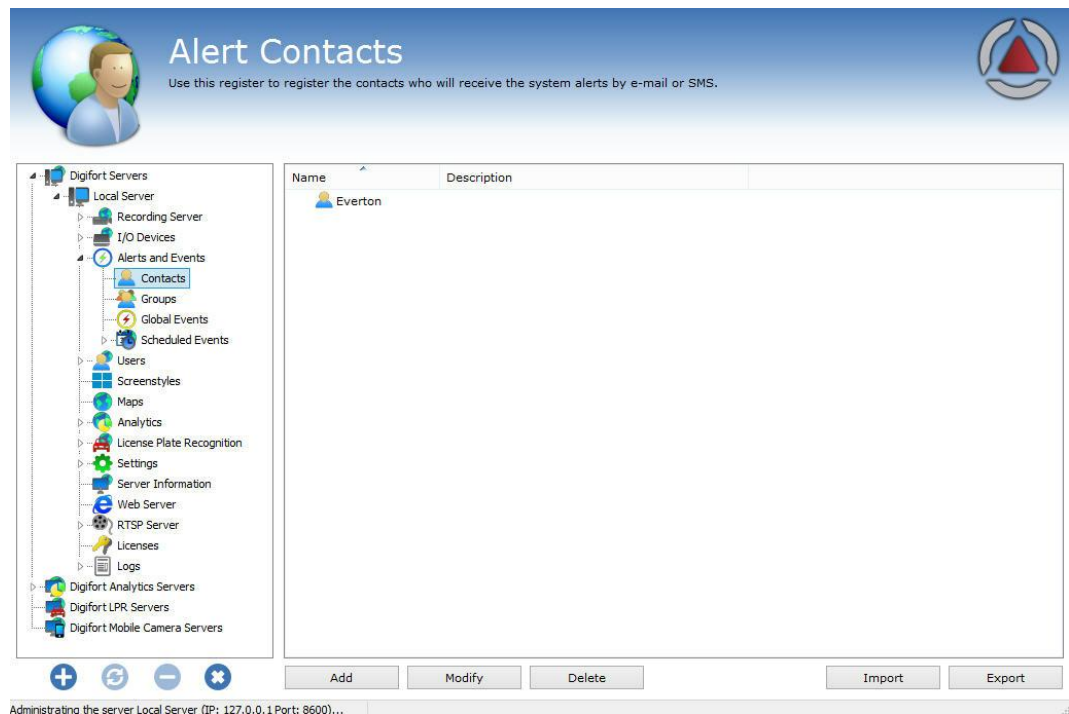 Alert Contacts
Use this register to register the contacts who will receive the system alerts by e-mail or SMS.
Digifort Servers
Local Server
Recording Server
I/O Devices
Alerts and Events
Contacts
Groups
Global Events
Scheduled Events
Users
Screenstyles
Maps
Analytics
License Plate Recognition
Settings
Server Information
Web Server
RTSP Server
Licenses
Logs
Digifort Analytics Servers
Digifort LPR Servers
Digifort Mobile Camera Servers
Name Description
Everton
Add Modify Delete Import Export
Administrating the server Local Server (IP: 127.0.0.1 Port: 8600)...